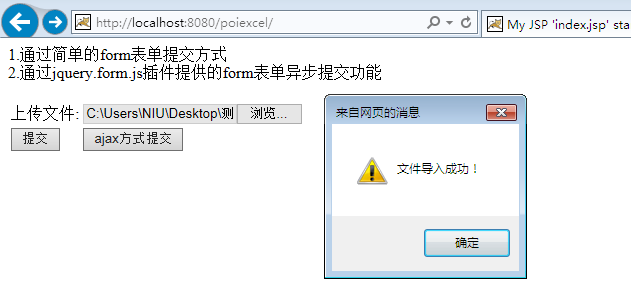 http://localhost:8080/poiexcel/
My JSP 'index.jsp' sta
1.通过简单的form表单提交方式
2.通过jquery.form.js插件提供的form表单异步提交功能
上传文件: C:\Users\NIU\Desktop\测 浏览...
提交 ajax方式提交
来自网页的消息
文件导入成功！
确定